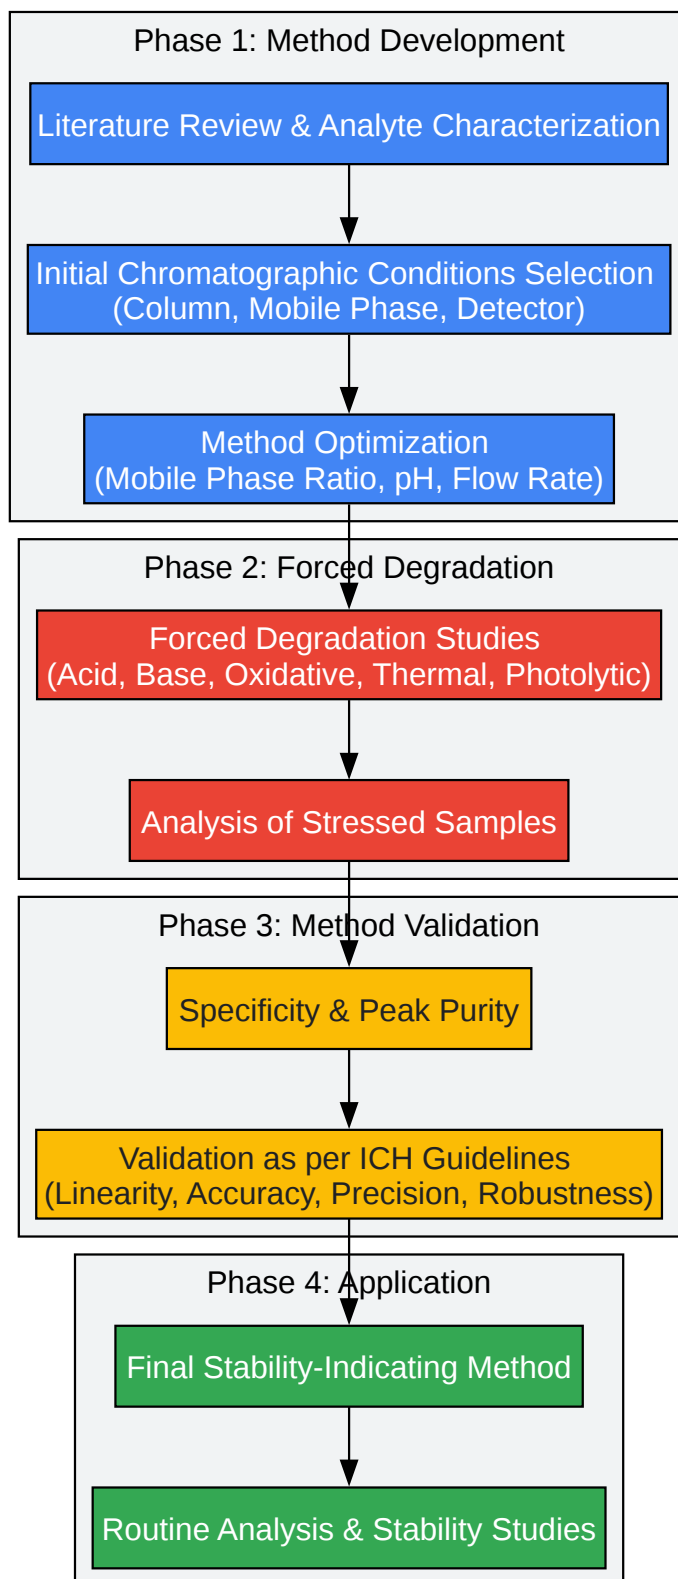 Phase 1: Method Development
Literature Review & Analyte Characterization
Initial Chromatographic Conditions Selection
(Column, Mobile Phase, Detector)
Method Optimization
(Mobile Phase Ratio, pH, Flow Rate)
Phase 2: Forced Degradation
Forced Degradation Studies
(Acid, Base, Oxidative, Thermal, Photolytic)
Analysis of Stressed Samples
Phase 3: Method Validation
Specificity & Peak Purity
Validation as per ICH Guidelines
(Linearity, Accuracy, Precision, Robustness)
Phase 4: Application
Final Stability-Indicating Method
Routine Analysis & Stability Studies